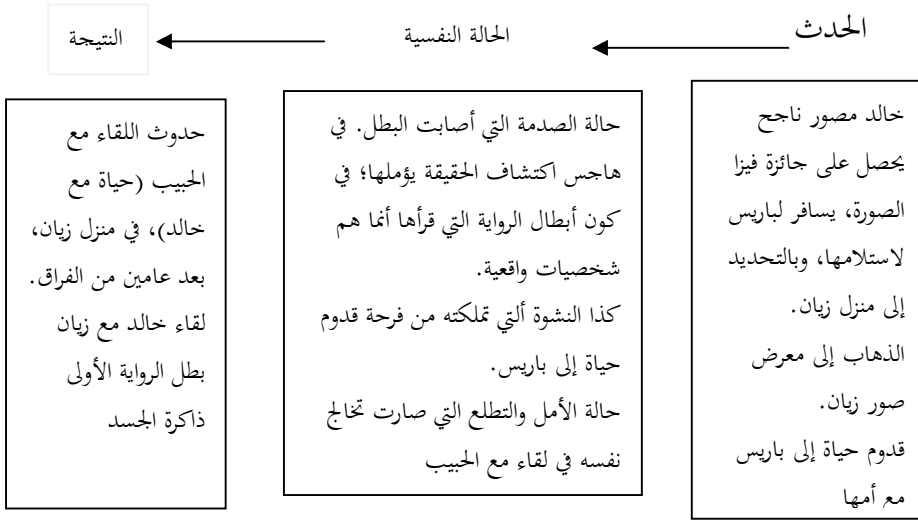 الحدث
الحالة النفسية
النتيجة
خالد مصور ناجح
يحصل على جائزة فيزا
الصورة، يسافر لباريس
لاستلامها، وبالتحديد
إلى منزل زيان.
الذهاب إلى معرض
صور زيان.
قدوم حياة إلى باريس
مع أمها
حالة الصدمة التي أصابت البطل. في
هاجس اكتشاف الحقيقة يؤملها؛ في
كون أبطال الرواية التي قرأها أنما هم
شخصيات واقعية.
كذا النشوة ألتي تملكته من فرحة قدوم
حياة إلى باريس.
حالة الأمل والتطلع التي صارت تخالج
نفسه في لقاء مع الحبيب
حدوث اللقاء مع
الحبيب (حياة مع
خالد)، في منزل زيان،
بعد عامين من الفراق.
لقاء خالد مع زيان
بطل الرواية الأولى
ذاكرة الجسد